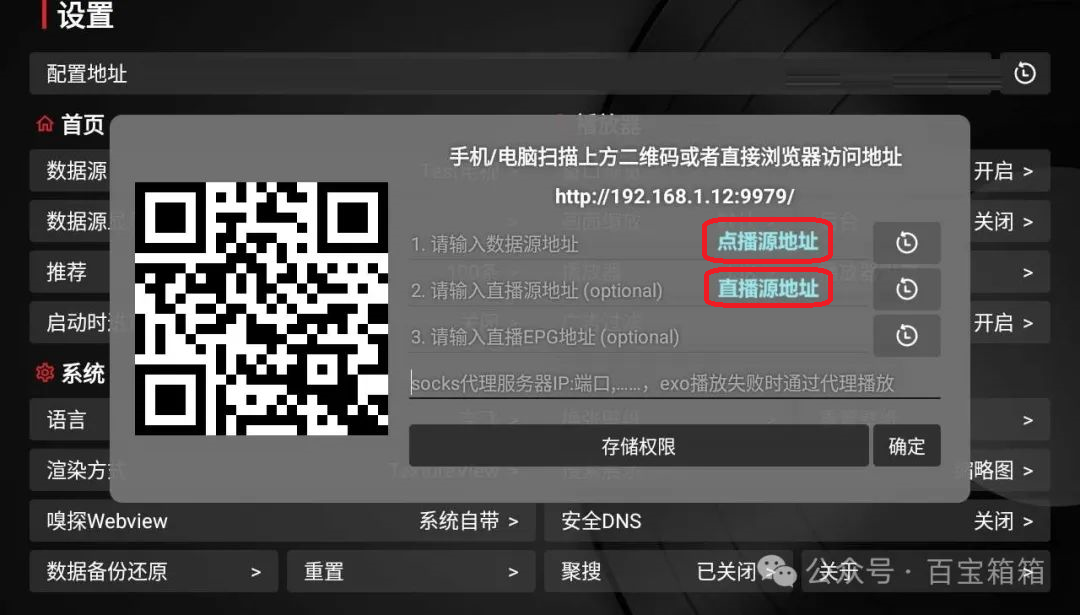 设置
配置地址
首页
数据源
开启 >
手机/电脑扫描上方二维码或者直接浏览器访问地址
http://192.168.1.12:9979/
数据源
关闭 >
1. 请输入数据源地址
点播源地址
推荐
>
2. 请输入直播源地址 (optional)
直播源地址
启动时
开启 >
3. 请输入直播EPG地址 (optional)
系统
socks代理服务器IP:端口,……，exo播放失败时通过代理播放
语言
>
存储权限
确定
渲染方式
缩略图 >
嗅探Webview
系统自带 >
安全DNS
关闭 >
数据备份还原 >
重置 >
聚搜
已关闭 >
关于 >
公众号 · 百宝箱箱